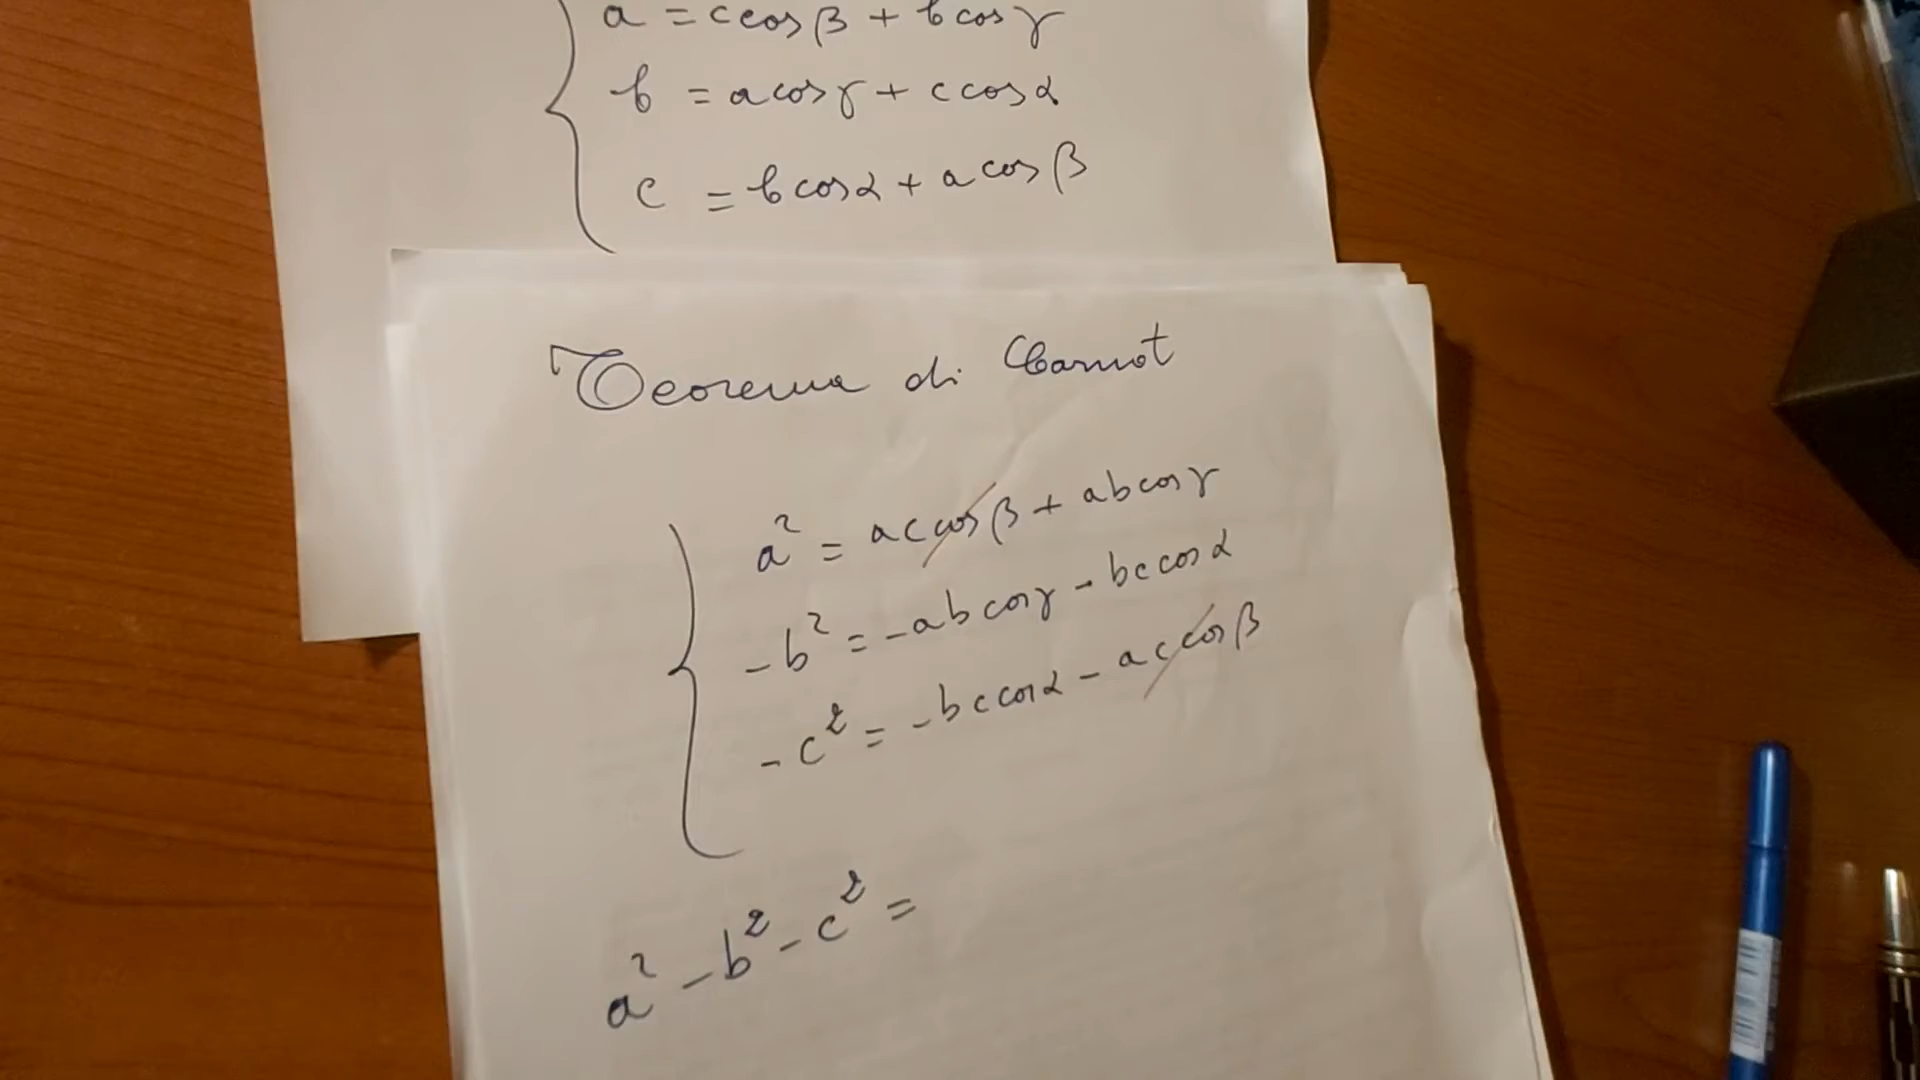 a = c cos β + b cos γ
b = a cos γ + c cos α
c = b cos α + a cos β
Teorema di Carnot
a² = ac cos β + ab cos γ
-b² = -ab cos γ - bc cos α
-c² = -bc cos α - ac cos β
a² - b² - c² =